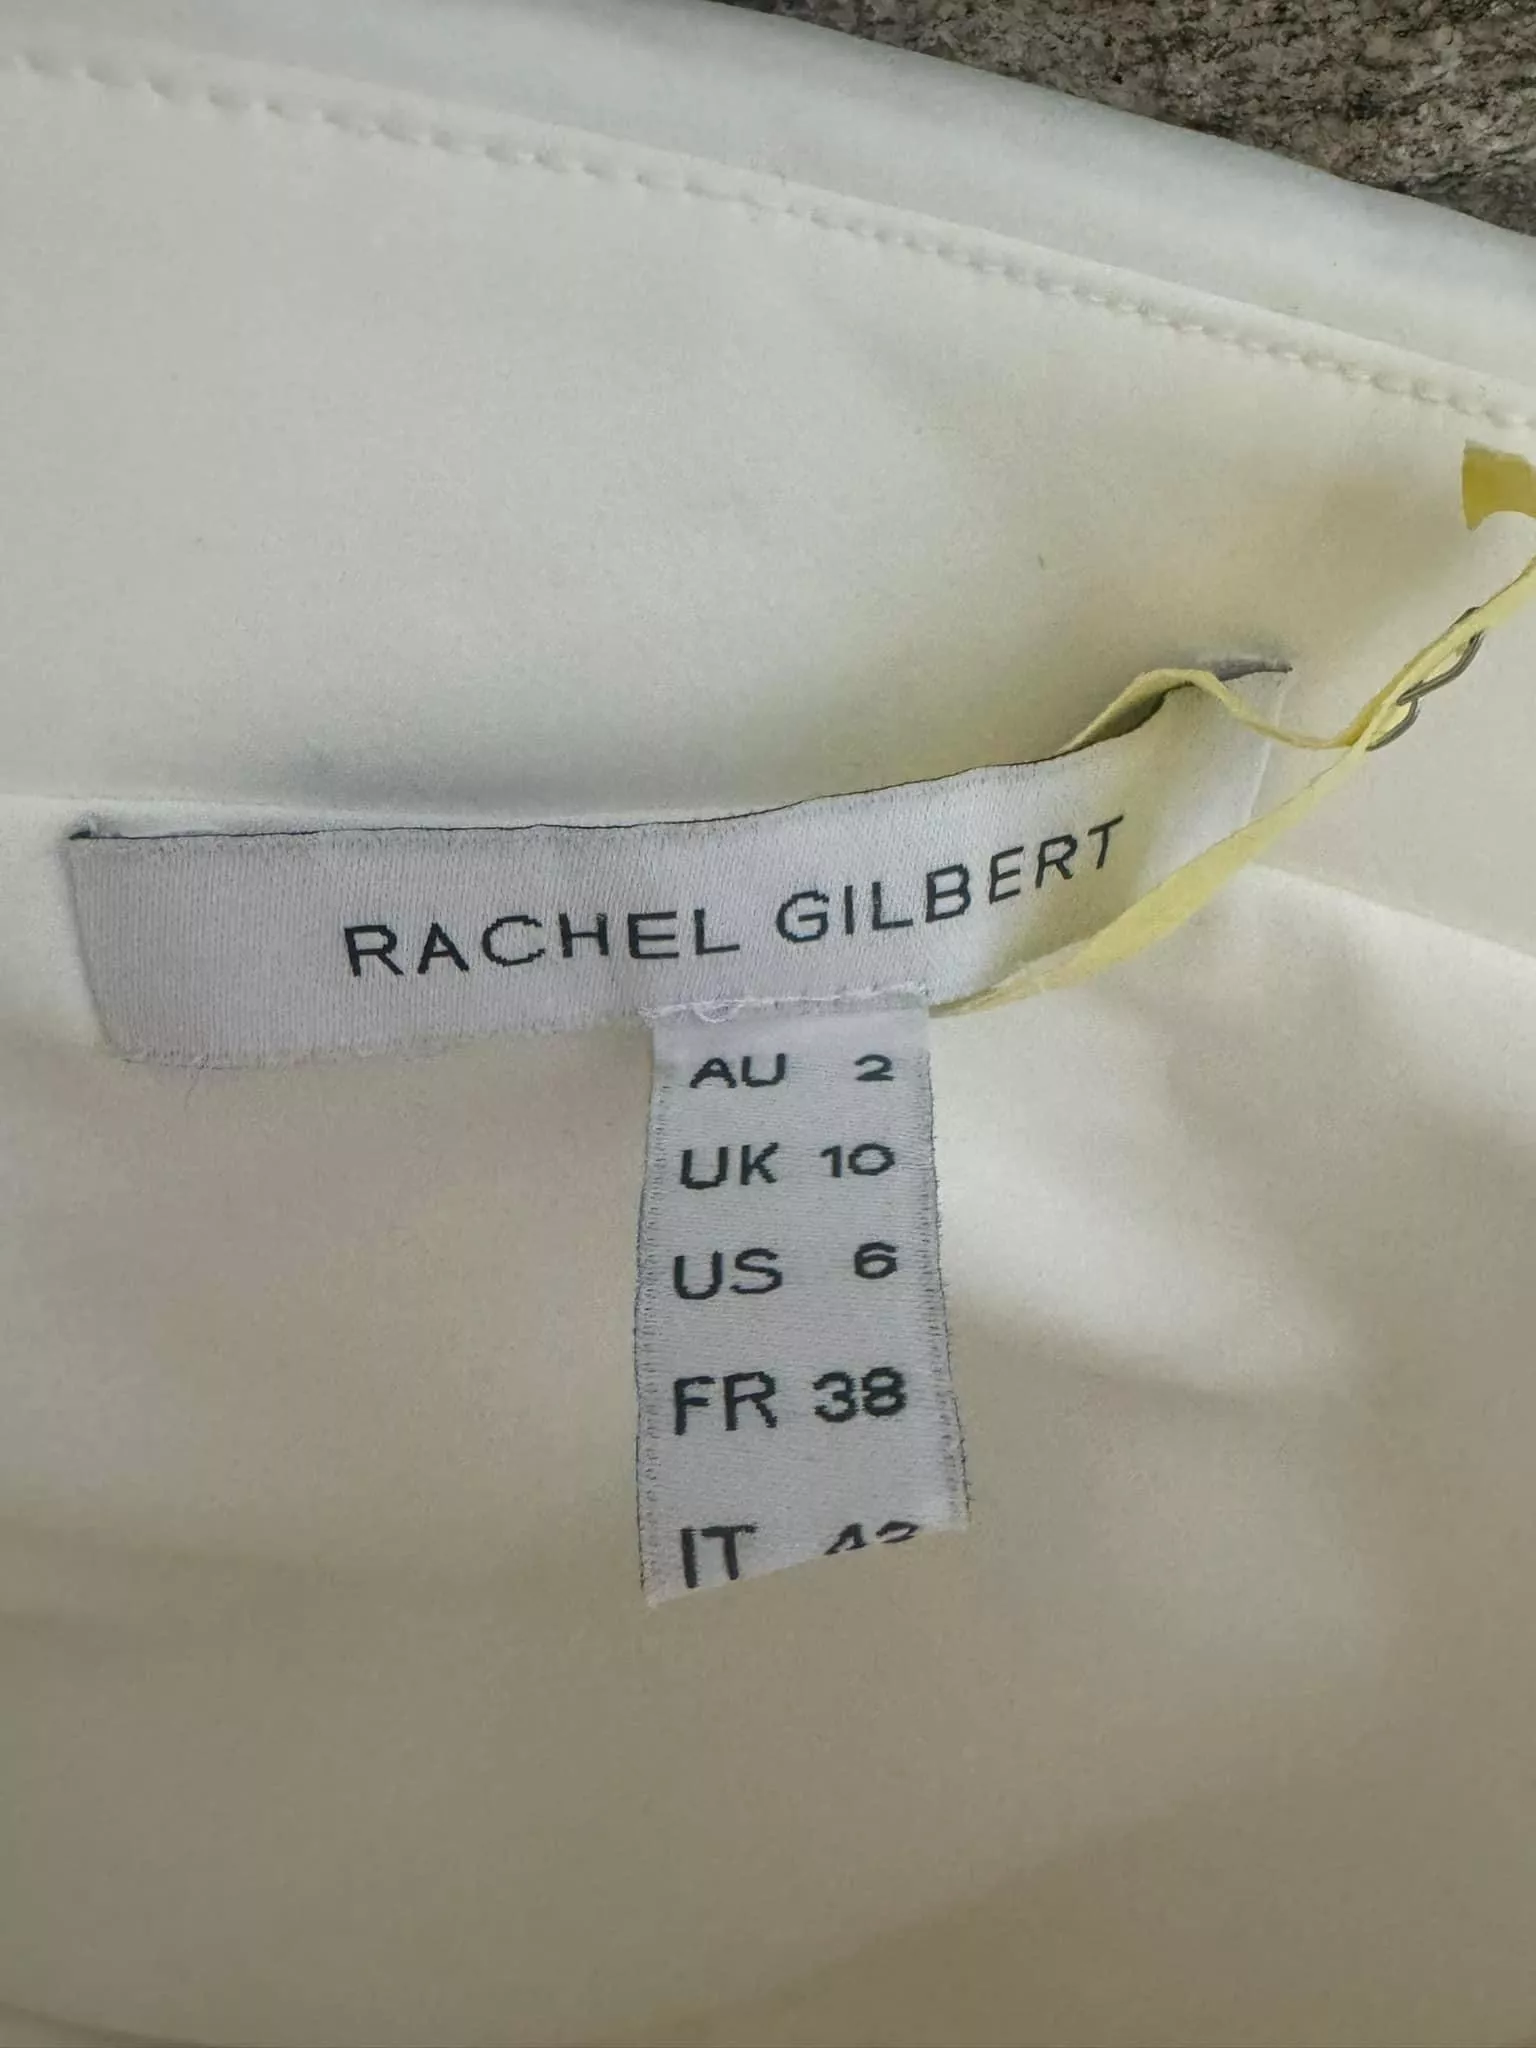 RACHEL GILBERT
AU 2
UK 10
US 6
FR 38
IT